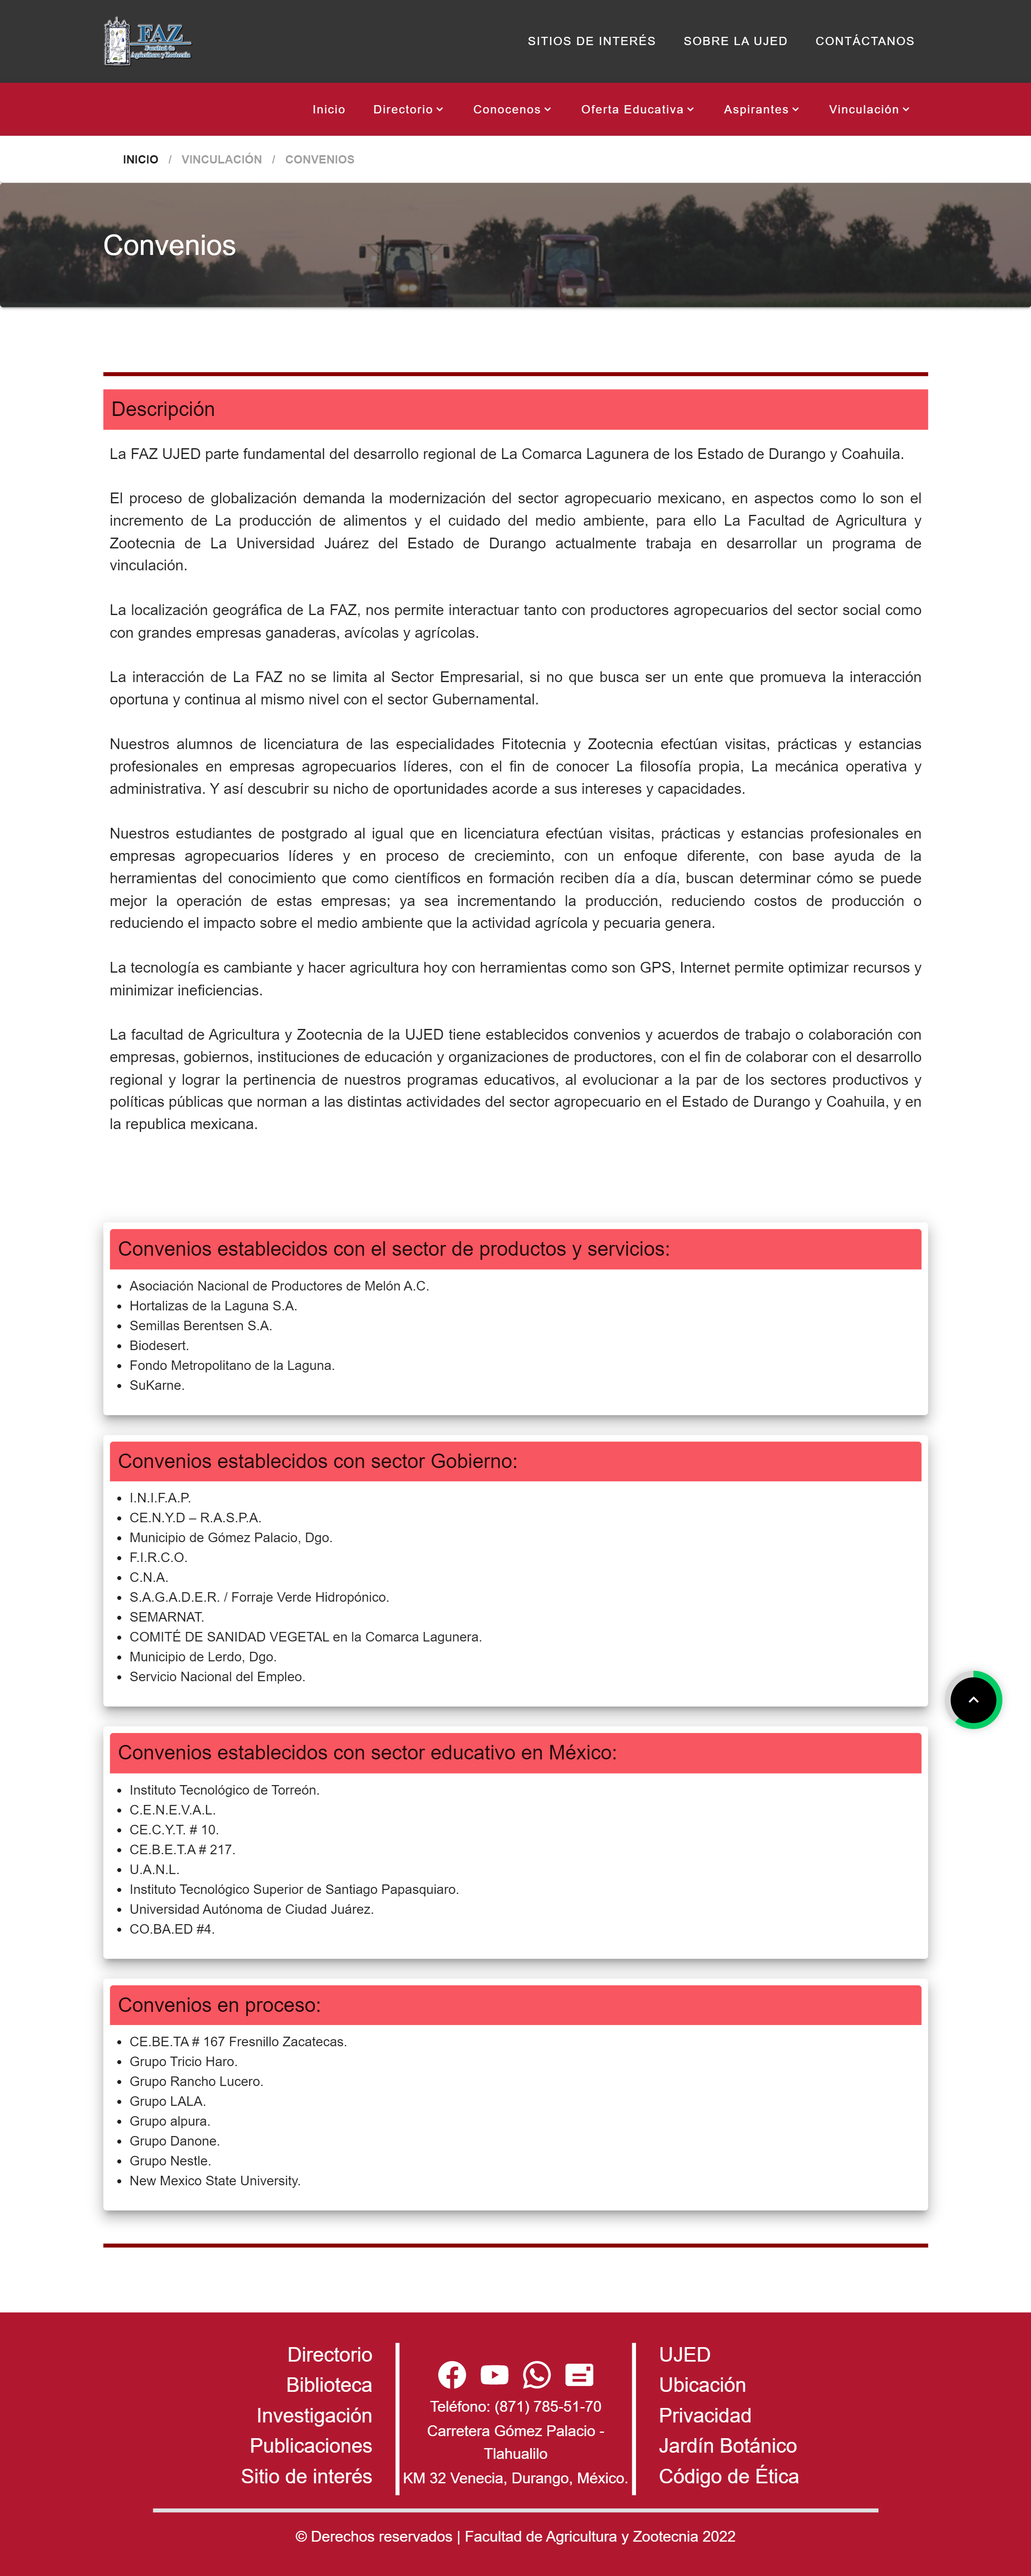 FAZ
Facultad de
Agricultura y Zootecnia
SITIOS DE INTERÉS
SOBRE LA UJED
CONTÁCTANOS
Inicio
Directorio
Conocenos
Oferta Educativa
Aspirantes
Vinculación
INICIO / VINCULACIÓN / CONVENIOS
Convenios
Descripción
La FAZ UJED parte fundamental del desarrollo regional de La Comarca Lagunera de los Estado de Durango y Coahuila.
El proceso de globalización demanda la modernización del sector agropecuario mexicano, en aspectos como lo son el
incremento de La producción de alimentos y el cuidado del medio ambiente, para ello La Facultad de Agricultura y
Zootecnia de La Universidad Juárez del Estado de Durango actualmente trabaja en desarrollar un programa de
vinculación.
La localización geográfica de La FAZ, nos permite interactuar tanto con productores agropecuarios del sector social como
con grandes empresas ganaderas, avícolas y agrícolas.
La interacción de La FAZ no se limita al Sector Empresarial, si no que busca ser un ente que promueva la interacción
oportuna y continua al mismo nivel con el sector Gubernamental.
Nuestros alumnos de licenciatura de las especialidades Fitotecnia y Zootecnia efectúan visitas, prácticas y estancias
profesionales en empresas agropecuarios líderes, con el fin de conocer La filosofía propia, La mecánica operativa y
administrativa. Y así descubrir su nicho de oportunidades acorde a sus intereses y capacidades.
Nuestros estudiantes de postgrado al igual que en licenciatura efectúan visitas, prácticas y estancias profesionales en
empresas agropecuarios líderes y en proceso de crecieminto, con un enfoque diferente, con base ayuda de la
herramientas del conocimiento que como científicos en formación reciben día a día, buscan determinar cómo se puede
mejor la operación de estas empresas; ya sea incrementando la producción, reduciendo costos de producción o
reduciendo el impacto sobre el medio ambiente que la actividad agrícola y pecuaria genera.
La tecnología es cambiante y hacer agricultura hoy con herramientas como son GPS, Internet permite optimizar recursos y
minimizar ineficiencias.
La facultad de Agricultura y Zootecnia de la UJED tiene establecidos convenios y acuerdos de trabajo o colaboración con
empresas, gobiernos, instituciones de educación y organizaciones de productores, con el fin de colaborar con el desarrollo
regional y lograr la pertinencia de nuestros programas educativos, al evolucionar a la par de los sectores productivos y
políticas públicas que norman a las distintas actividades del sector agropecuario en el Estado de Durango y Coahuila, y en
la republica mexicana.
Convenios establecidos con el sector de productos y servicios:
• Asociación Nacional de Productores de Melón A.C.
• Hortalizas de la Laguna S.A.
• Semillas Berentsen S.A.
• Biodesert.
• Fondo Metropolitano de la Laguna.
• SuKarne.
Convenios establecidos con sector Gobierno:
• I.N.I.F.A.P.
• CE.N.Y.D – R.A.S.P.A.
• Municipio de Gómez Palacio, Dgo.
• F.I.R.C.O.
• C.N.A.
• S.A.G.A.D.E.R. / Forraje Verde Hidropónico.
• SEMARNAT.
• COMITÉ DE SANIDAD VEGETAL en la Comarca Lagunera.
• Municipio de Lerdo, Dgo.
• Servicio Nacional del Empleo.
Convenios establecidos con sector educativo en México:
• Instituto Tecnológico de Torreón.
• C.E.N.E.V.A.L.
• CE.C.Y.T. # 10.
• CE.B.E.T.A # 217.
• U.A.N.L.
• Instituto Tecnológico Superior de Santiago Papasquiaro.
• Universidad Autónoma de Ciudad Juárez.
• CO.BA.ED #4.
Convenios en proceso:
• CE.BE.TA # 167 Fresnillo Zacatecas.
• Grupo Tricio Haro.
• Grupo Rancho Lucero.
• Grupo LALA.
• Grupo alpura.
• Grupo Danone.
• Grupo Nestle.
• New Mexico State University.
Directorio
Biblioteca
Investigación
Publicaciones
Sitio de interés
Teléfono: (871) 785-51-70
Carretera Gómez Palacio -
Tlahualilo
KM 32 Venecia, Durango, México.
UJED
Ubicación
Privacidad
Jardín Botánico
Código de Ética
© Derechos reservados | Facultad de Agricultura y Zootecnia 2022